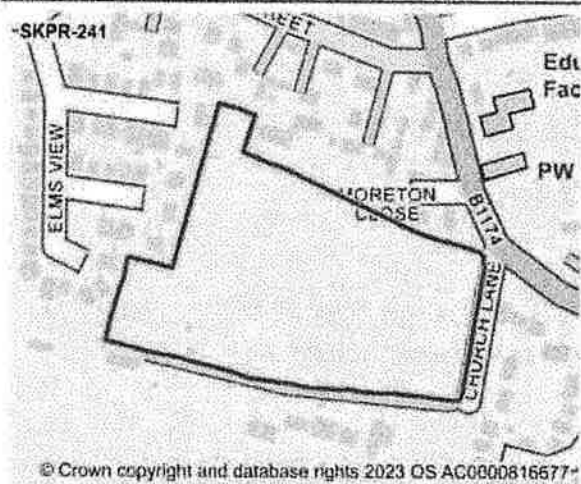 -SKPR-241
REET
Edu
Fac
ELMS VIEW
MORETON
CLOSE
PW
B1174
CHURCH LANE
© Crown copyright and database rights 2023 OS AC0000816677